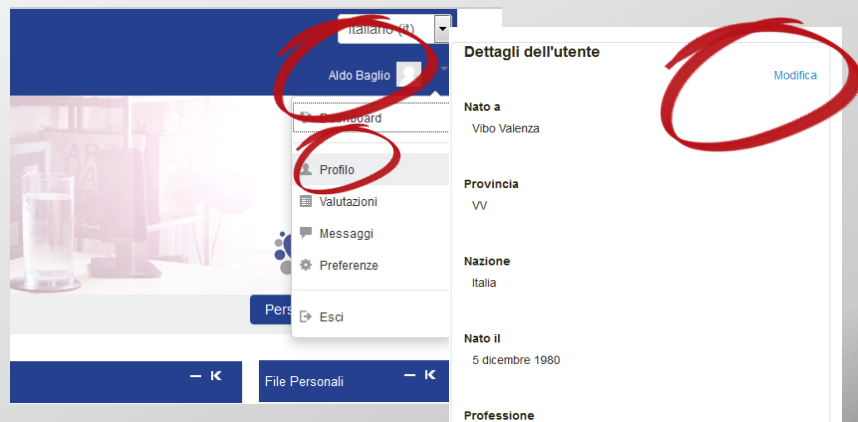 Italiano (it)
Aldo Baglio
Dashboard
Profilo
Valutazioni
Messaggi
Preferenze
Esci
Pers
File Personali
Dettagli dell'utente
Modifica
Nato a
Vibo Valenza
Provincia
VV
Nazione
Italia
Nato il
5 dicembre 1980
Professione